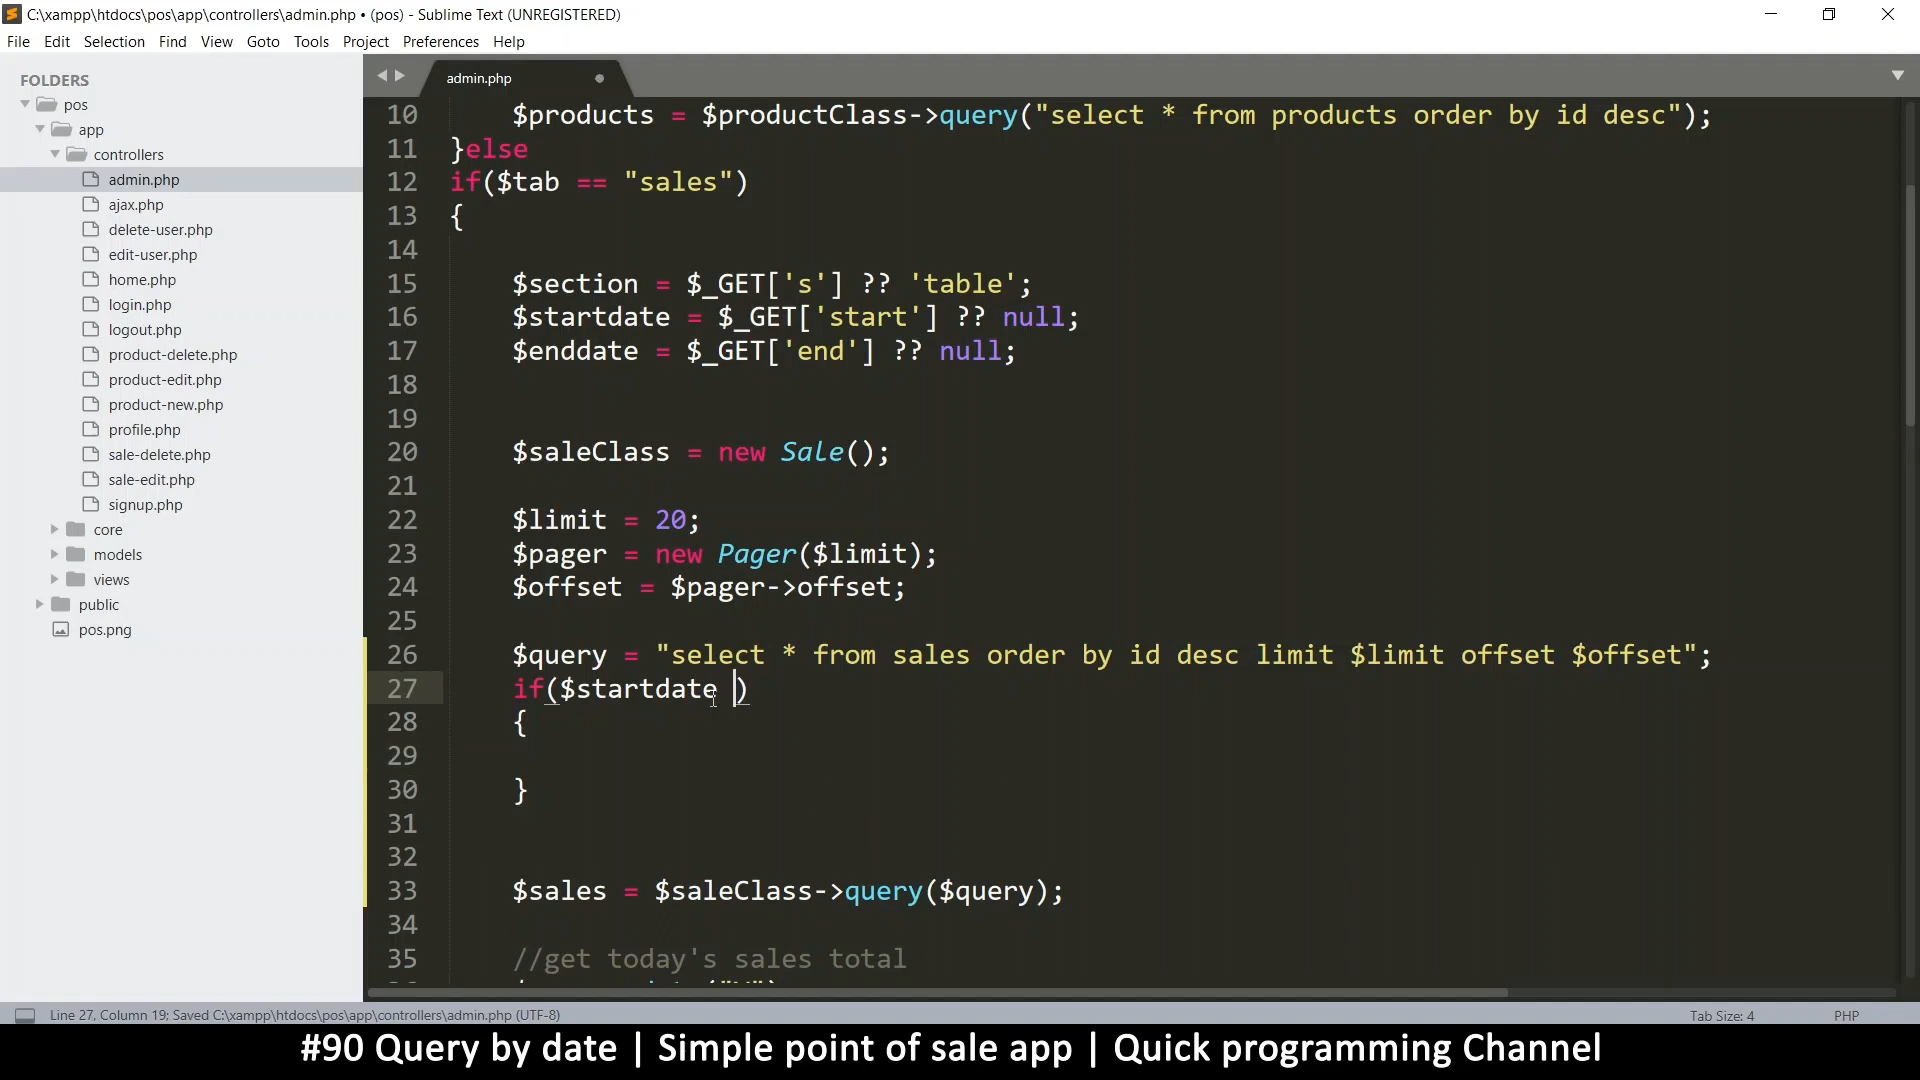 C:\xampp\htdocs\pos\app\controllers\admin.php • (pos) - Sublime Text (UNREGISTERED)
File Edit Selection Find View Goto Tools Project Preferences Help
FOLDERS
pos
app
controllers
admin.php
ajax.php
delete-user.php
edit-user.php
home.php
login.php
logout.php
product-delete.php
product-edit.php
product-new.php
profile.php
sale-delete.php
sale-edit.php
signup.php
core
models
views
public
pos.png
admin.php
10 $products = $productClass->query("select * from products order by id desc");
11 }else
12 if($tab == "sales")
13 {
14
15 $section = $_GET['s'] ?? 'table';
16 $startdate = $_GET['start'] ?? null;
17 $enddate = $_GET['end'] ?? null;
18
19
20 $saleClass = new Sale();
21
22 $limit = 20;
23 $pager = new Pager($limit);
24 $offset = $pager->offset;
25
26 $query = "select * from sales order by id desc limit $limit offset $offset";
27 if($startdate )
28 {
29
30 }
31
32
33 $sales = $saleClass->query($query);
34
35 //get today's sales total
Line 27, Column 19; Saved C:\xampp\htdocs\pos\app\controllers\admin.php (UTF-8)
Tab Size: 4
PHP
#90 Query by date | Simple point of sale app | Quick programming Channel